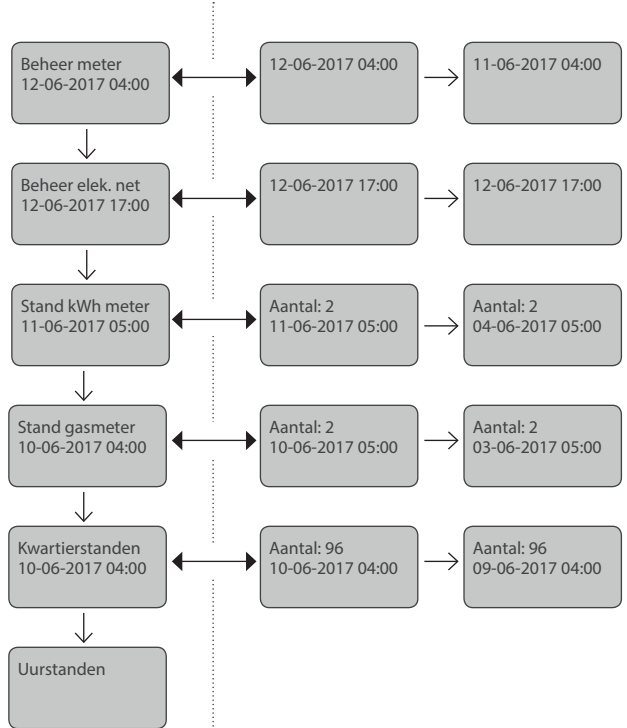 Beheer meter
12-06-2017 04:00
12-06-2017 04:00
11-06-2017 04:00
Beheer elek. net
12-06-2017 17:00
12-06-2017 17:00
12-06-2017 17:00
Stand kWh meter
11-06-2017 05:00
Aantal: 2
11-06-2017 05:00
Aantal: 2
04-06-2017 05:00
Stand gasmeter
10-06-2017 04:00
Aantal: 2
10-06-2017 05:00
Aantal: 2
03-06-2017 05:00
Kwartierstanden
10-06-2017 04:00
Aantal: 96
10-06-2017 04:00
Aantal: 96
09-06-2017 04:00
Uurstanden